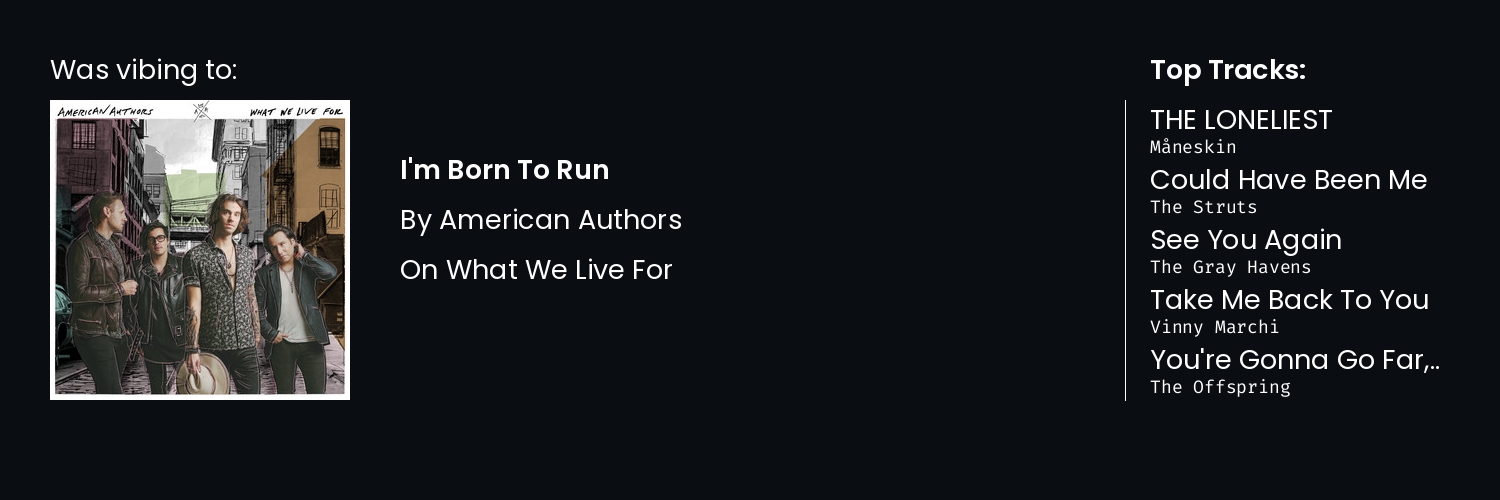 Was vibing to:
AMERICAN AUTHORS
WHAT WE LIVE FOR
I'm Born To Run
By American Authors
On What We Live For
Top Tracks:
THE LONELIEST
Måneskin
Could Have Been Me
The Struts
See You Again
The Gray Havens
Take Me Back To You
Vinny Marchi
You're Gonna Go Far,..
The Offspring